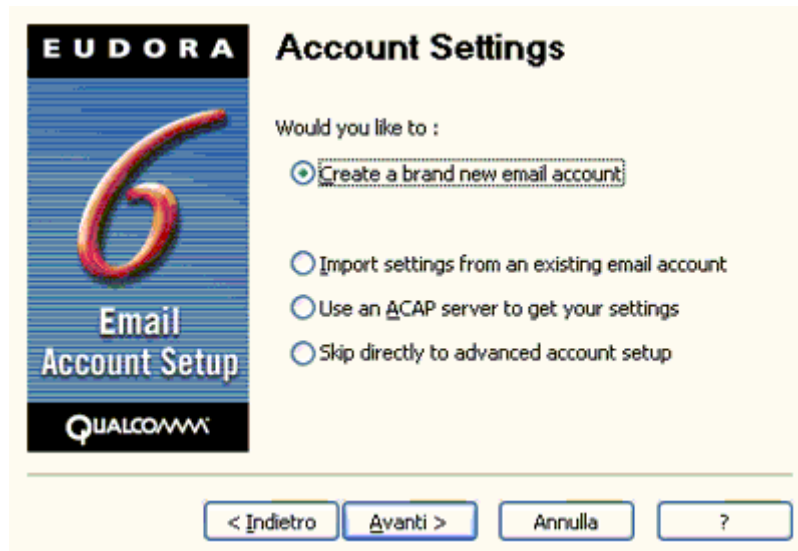 EUDORA
6
Email
Account Setup
QUALCOMM
Account Settings
Would you like to :
Create a brand new email account
Import settings from an existing email account
Use an ACAP server to get your settings
Skip directly to advanced account setup
< Indietro
Avanti >
Annulla
?